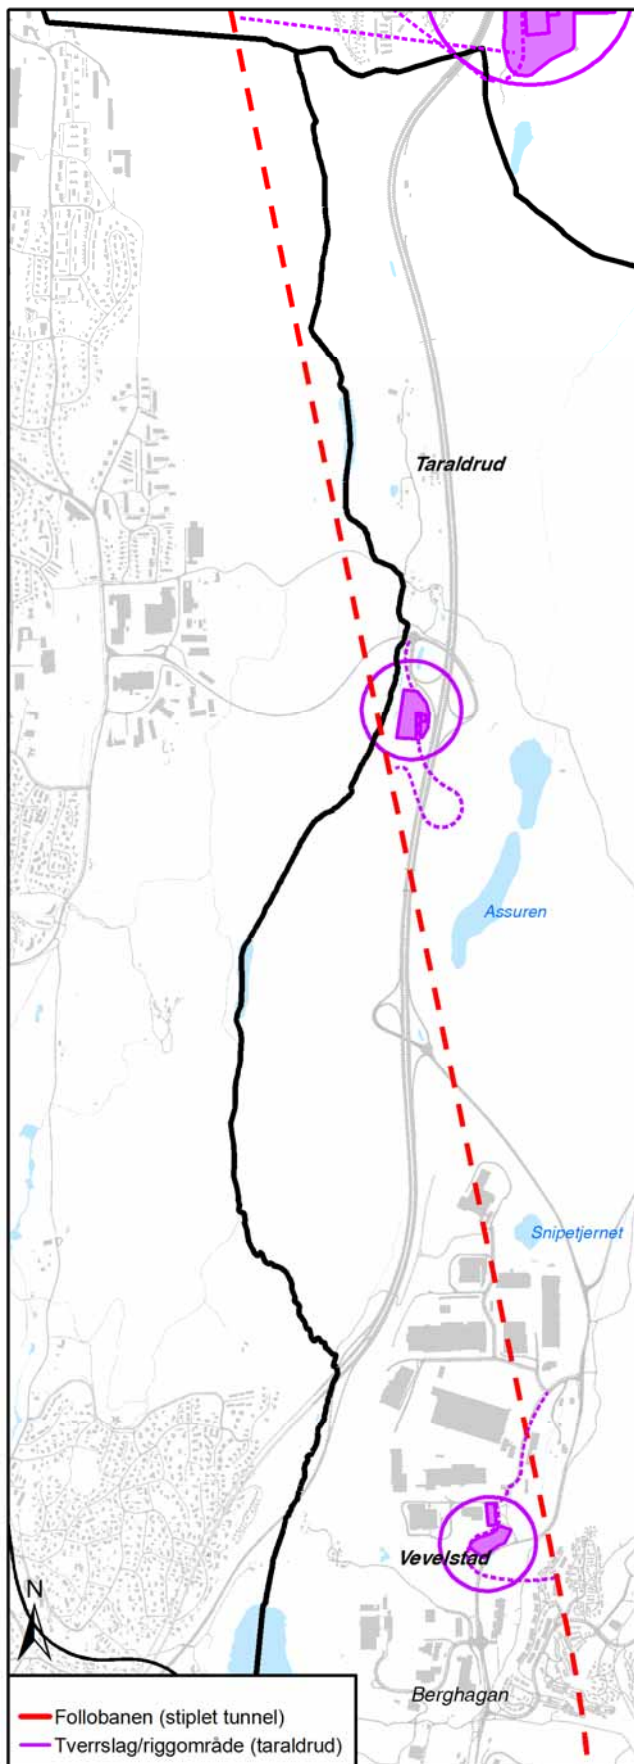 Taraldrud
Assuren
Snipetjernet
Vevelstad
N
Berghagan
Follobanen (stiplet tunnel)
Tverrslag/riggområde (taraldrud)